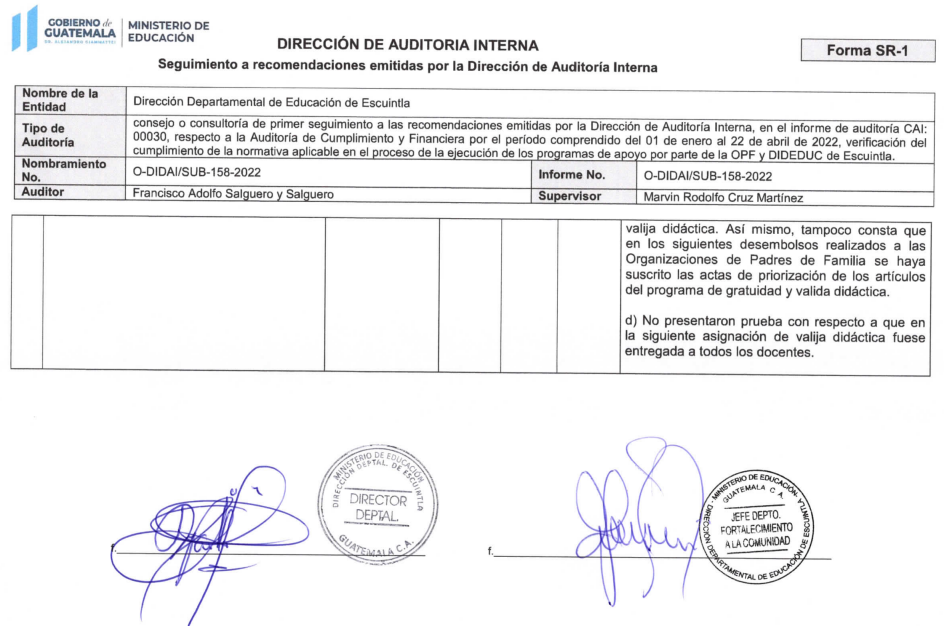 GOBIERNO de
GUATEMALA
DR. ALEJANDRO GIAMMATTEI
MINISTERIO DE
EDUCACIÓN
DIRECCIÓN DE AUDITORIA INTERNA
Forma SR-1
Seguimiento a recomendaciones emitidas por la Dirección de Auditoría Interna
Nombre de la
Entidad
Dirección Departamental de Educación de Escuintla
Tipo de
Auditoría
consejo o consultoría de primer seguimiento a las recomendaciones emitidas por la Dirección de Auditoría Interna, en el informe de auditoría CAI:
00030, respecto a la Auditoría de Cumplimiento y Financiera por el período comprendido del 01 de enero al 22 de abril de 2022, verificación del
cumplimiento de la normativa aplicable en el proceso de la ejecución de los programas de apoyo por parte de la OPF y DIDEDUC de Escuintla.
Nombramiento
No.
O-DIDAI/SUB-158-2022
Informe No.
O-DIDAI/SUB-158-2022
Auditor
Francisco Adolfo Salguero y Salguero
Supervisor
Marvin Rodolfo Cruz Martínez
valija didáctica. Así mismo, tampoco consta que
en los siguientes desembolsos realizados a las
Organizaciones de Padres de Familia se haya
suscrito las actas de priorización de los artículos
del programa de gratuidad y valida didáctica.
d) No presentaron prueba con respecto a que en
la siguiente asignación de valija didáctica fuese
entregada a todos los docentes.
f.
MINISTERIO DE EDUCACIÓN
DIRECCIÓN DEPTAL. DE ESCUINTLA
DIRECTOR
DEPTAL.
GUATEMALA C.A.
f.
MINISTERIO DE EDUCACIÓN
GUATEMALA C. A.
JEFE DEPTO.
FORTALECIMIENTO
A LA COMUNIDAD
DIRECCIÓN DEPARTAMENTAL DE EDUCACIÓN DE ESCUINTLA